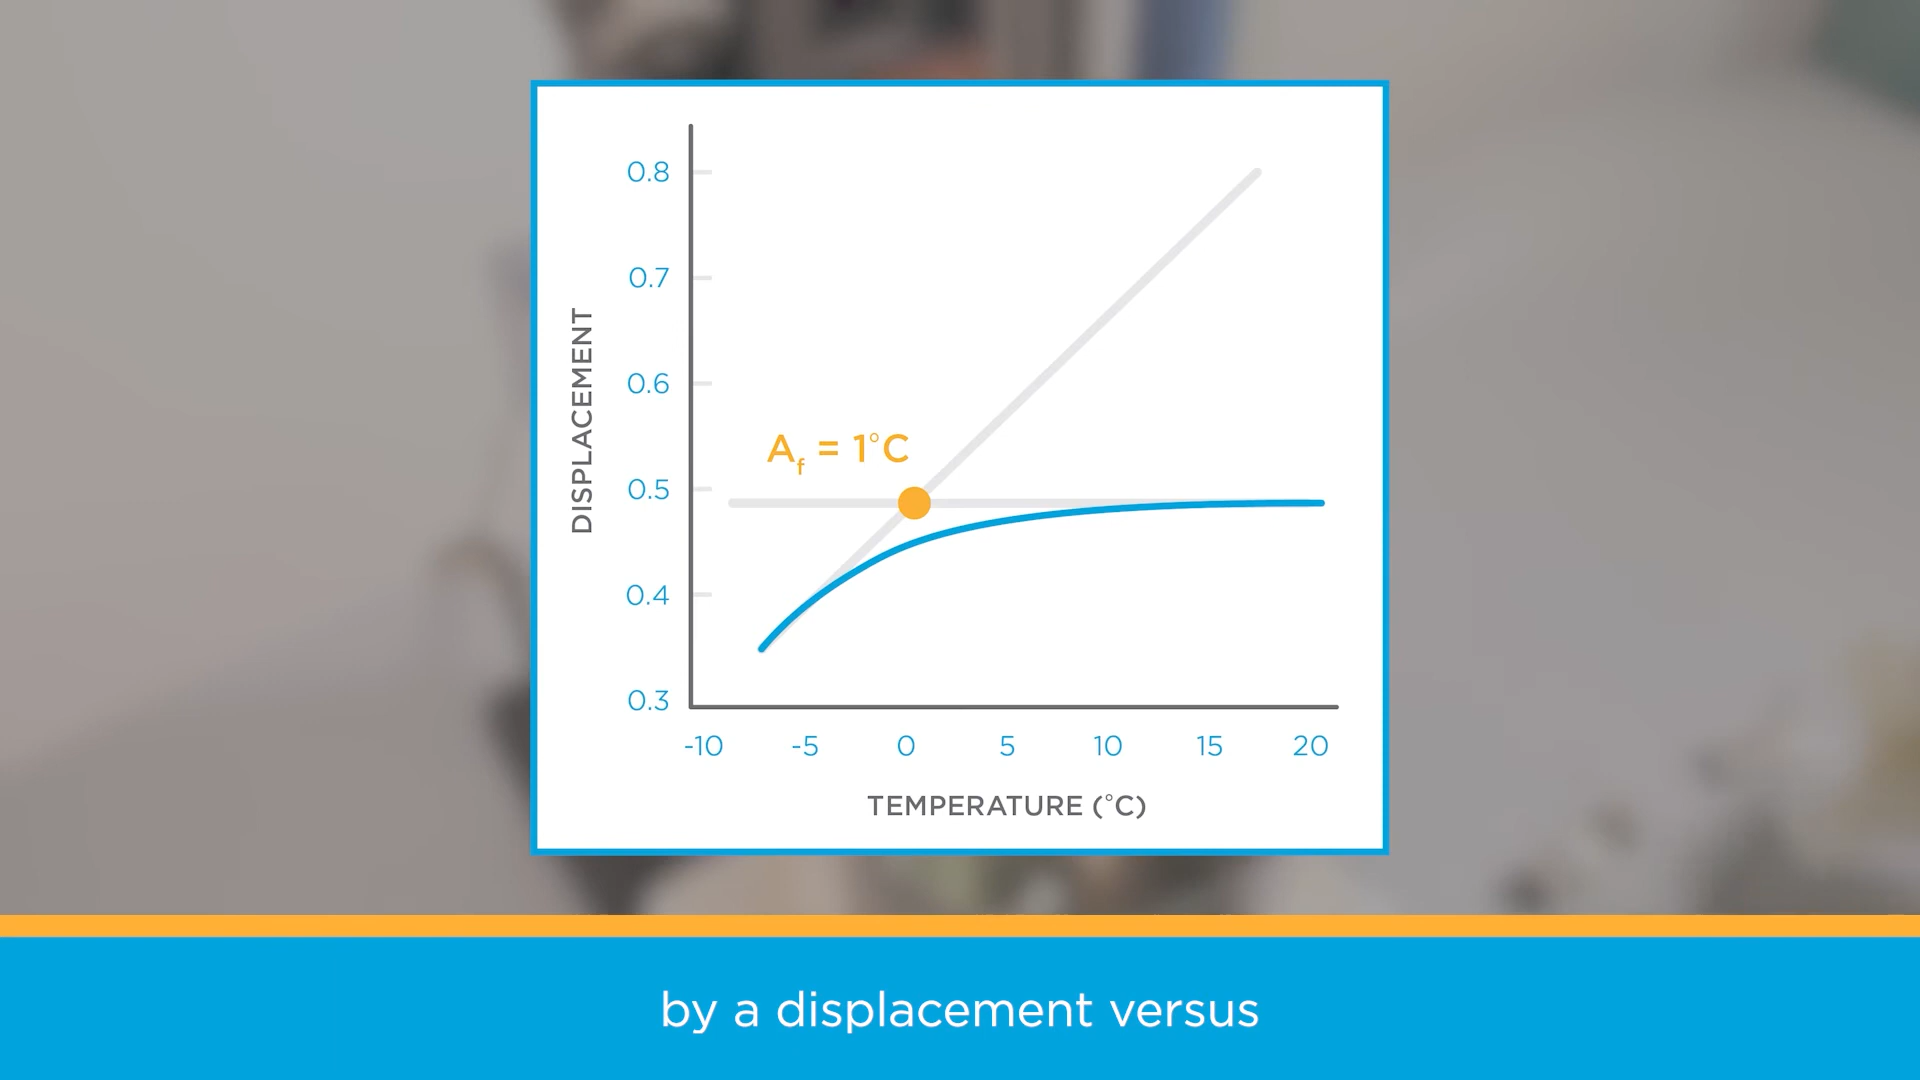 0.8
0.7
0.6
0.5
0.4
0.3
DISPLACEMENT
Af = 1°C
-10 -5 0 5 10 15 20
TEMPERATURE (°C)
by a displacement versus